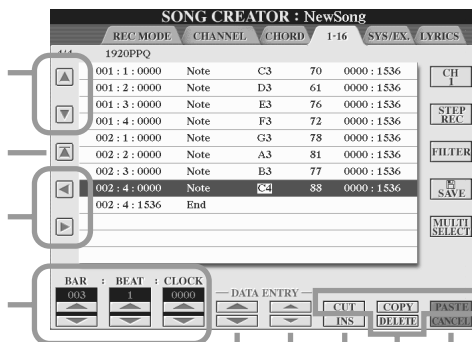 SONG CREATOR : NewSong
REC MODE CHANNEL CHORD 1-16 SYS/EX. LYRICS
1/4 1920PPQ
001 : 1 : 0000 Note C3 70 0000 : 1536
001 : 2 : 0000 Note D3 61 0000 : 1536
001 : 3 : 0000 Note E3 76 0000 : 1536
001 : 4 : 0000 Note F3 72 0000 : 1536
002 : 1 : 0000 Note G3 78 0000 : 1536
002 : 2 : 0000 Note A3 81 0000 : 1536
002 : 3 : 0000 Note B3 77 0000 : 1536
002 : 4 : 0000 Note C4 88 0000 : 1536
002 : 4 : 1536 End
CH
1
STEP
REC
FILTER
SAVE
MULTI
SELECT
BAR : BEAT : CLOCK
003 1 0000
DATA ENTRY
CUT COPY PASTE
INS DELETE CANCEL